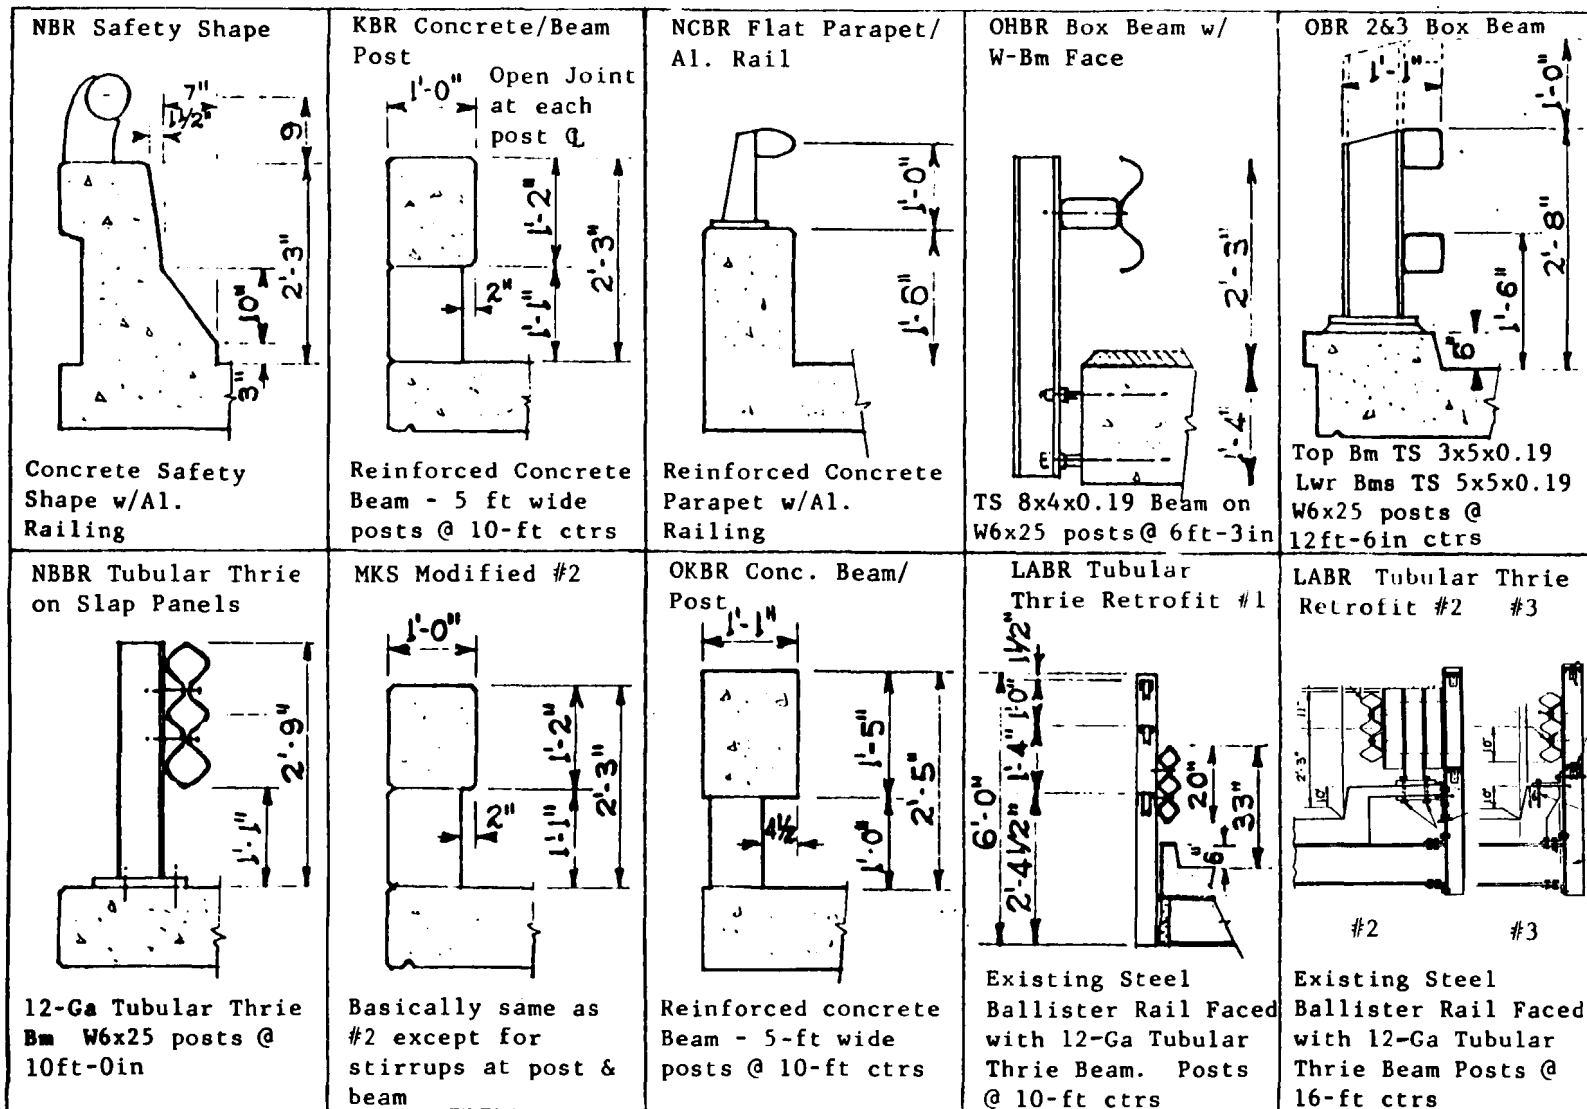 NBR Safety Shape
7"
1½"
9
2'-3"
10"
3"
Concrete Safety
Shape w/Al.
Railing
KBR Concrete/Beam
Post
Open Joint
at each
post ℄
1'-0"
1'-2"
2'-3"
2"
1'-1"
Reinforced Concrete
Beam - 5 ft wide
posts @ 10-ft ctrs
NCBR Flat Parapet/
Al. Rail
1'-0"
1'-6"
Reinforced Concrete
Parapet w/Al.
Railing
OHBR Box Beam w/
W-Bm Face
2'-3"
1'-4"
TS 8x4x0.19 Beam on
W6x25 posts @ 6ft-3in
OBR 2&3 Box Beam
1'-1"
1'-0"
2'-8"
1'-6"
6"
Top Bm TS 3x5x0.19
Lwr Bms TS 5x5x0.19
W6x25 posts @
12ft-6in ctrs
NBBR Tubular Thrie
on Slap Panels
2'-9"
1'-1"
12-Ga Tubular Thrie
Bm W6x25 posts @
10ft-0in
MKS Modified #2
1'-0"
1'-2"
2'-3"
2"
1'-1"
Basically same as
#2 except for
stirrups at post &
beam
OKBR Conc. Beam/
Post
1'-1"
1'-5"
2'-5"
4½
1'-0"
Reinforced concrete
Beam - 5-ft wide
posts @ 10-ft ctrs
LABR Tubular
Thrie Retrofit #1
1½"
1'-0"
1'-4"
6'-0"
2'-4½"
20"
33"
6"
Existing Steel
Ballister Rail Faced
with 12-Ga Tubular
Thrie Beam. Posts
@ 10-ft ctrs
LABR Tubular Thrie
Retrofit #2 #3
2'-3"
10"
10"
10"
#2 #3
Existing Steel
Ballister Rail Faced
with 12-Ga Tubular
Thrie Beam Posts @
16-ft ctrs